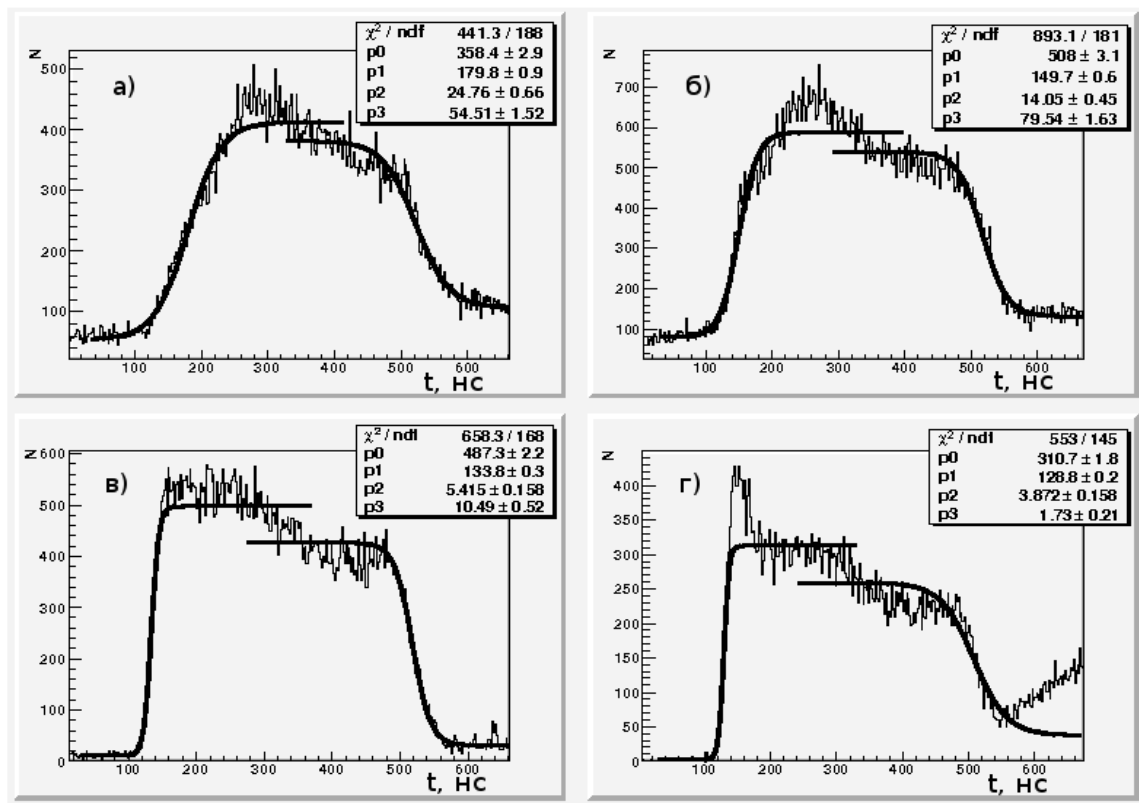 а)
N
χ² / ndf 441.3 / 188
p0 358.4 ± 2.9
p1 179.8 ± 0.9
p2 24.76 ± 0.66
p3 54.51 ± 1.52
500
400
300
200
100
100 200 300 400 500 600
t, нс
б)
N
χ² / ndf 893.1 / 181
p0 508 ± 3.1
p1 149.7 ± 0.6
p2 14.05 ± 0.45
p3 79.54 ± 1.63
700
600
500
400
300
200
100
100 200 300 400 500 600
t, нс
в)
N
χ² / ndf 658.3 / 168
p0 487.3 ± 2.2
p1 133.8 ± 0.3
p2 5.415 ± 0.158
p3 10.49 ± 0.52
600
500
400
300
200
100
0
100 200 300 400 500 600
t, нс
г)
N
χ² / ndf 553 / 145
p0 310.7 ± 1.8
p1 128.8 ± 0.2
p2 3.872 ± 0.158
p3 1.73 ± 0.21
450
400
350
300
250
200
150
100
50
0
100 200 300 400 500 600
t, нс